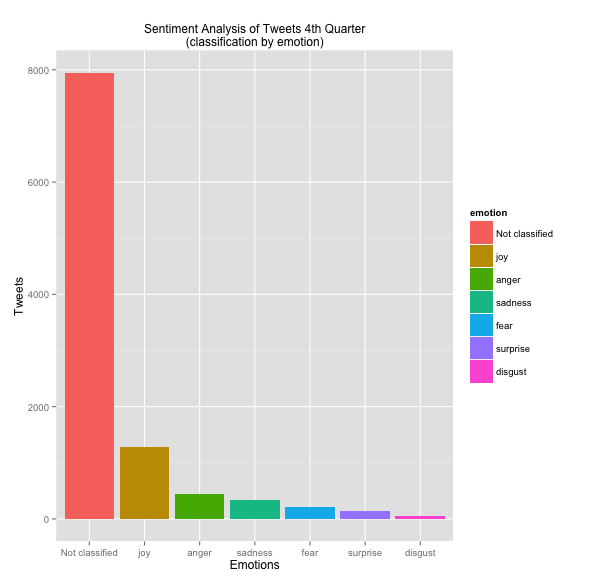 Sentiment Analysis of Tweets 4th Quarter
(classification by emotion)
8000
6000
4000
2000
0
Tweets
Not classified joy anger sadness fear surprise disgust
Emotions
emotion
Not classified
joy
anger
sadness
fear
surprise
disgust